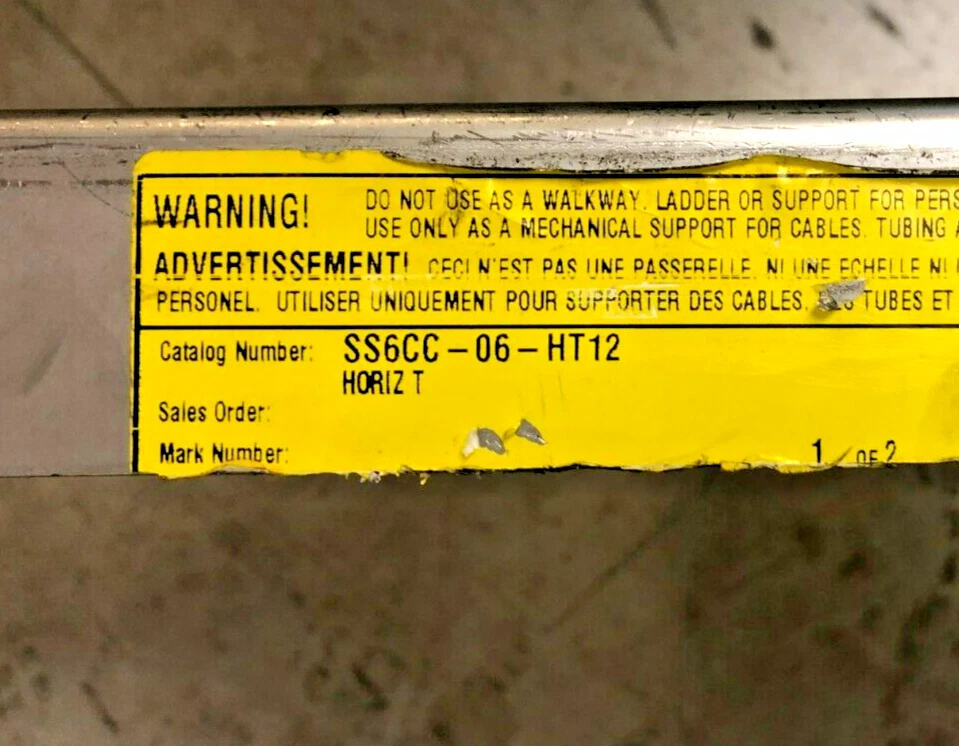 WARNING! DO NOT USE AS A WALKWAY. LADDER OR SUPPORT FOR PERS
USE ONLY AS A MECHANICAL SUPPORT FOR CABLES. TUBING A
ADVERTISSEMENT! CECI N'EST PAS UNE PASSERELLE, NI UNE ECHELLE NI
PERSONEL. UTILISER UNIQUEMENT POUR SUPPORTER DES CABLES, TUBES ET
Catalog Number: SS6CC-06-HT12
HORIZ T
Sales Order:
Mark Number:
1 OF 2